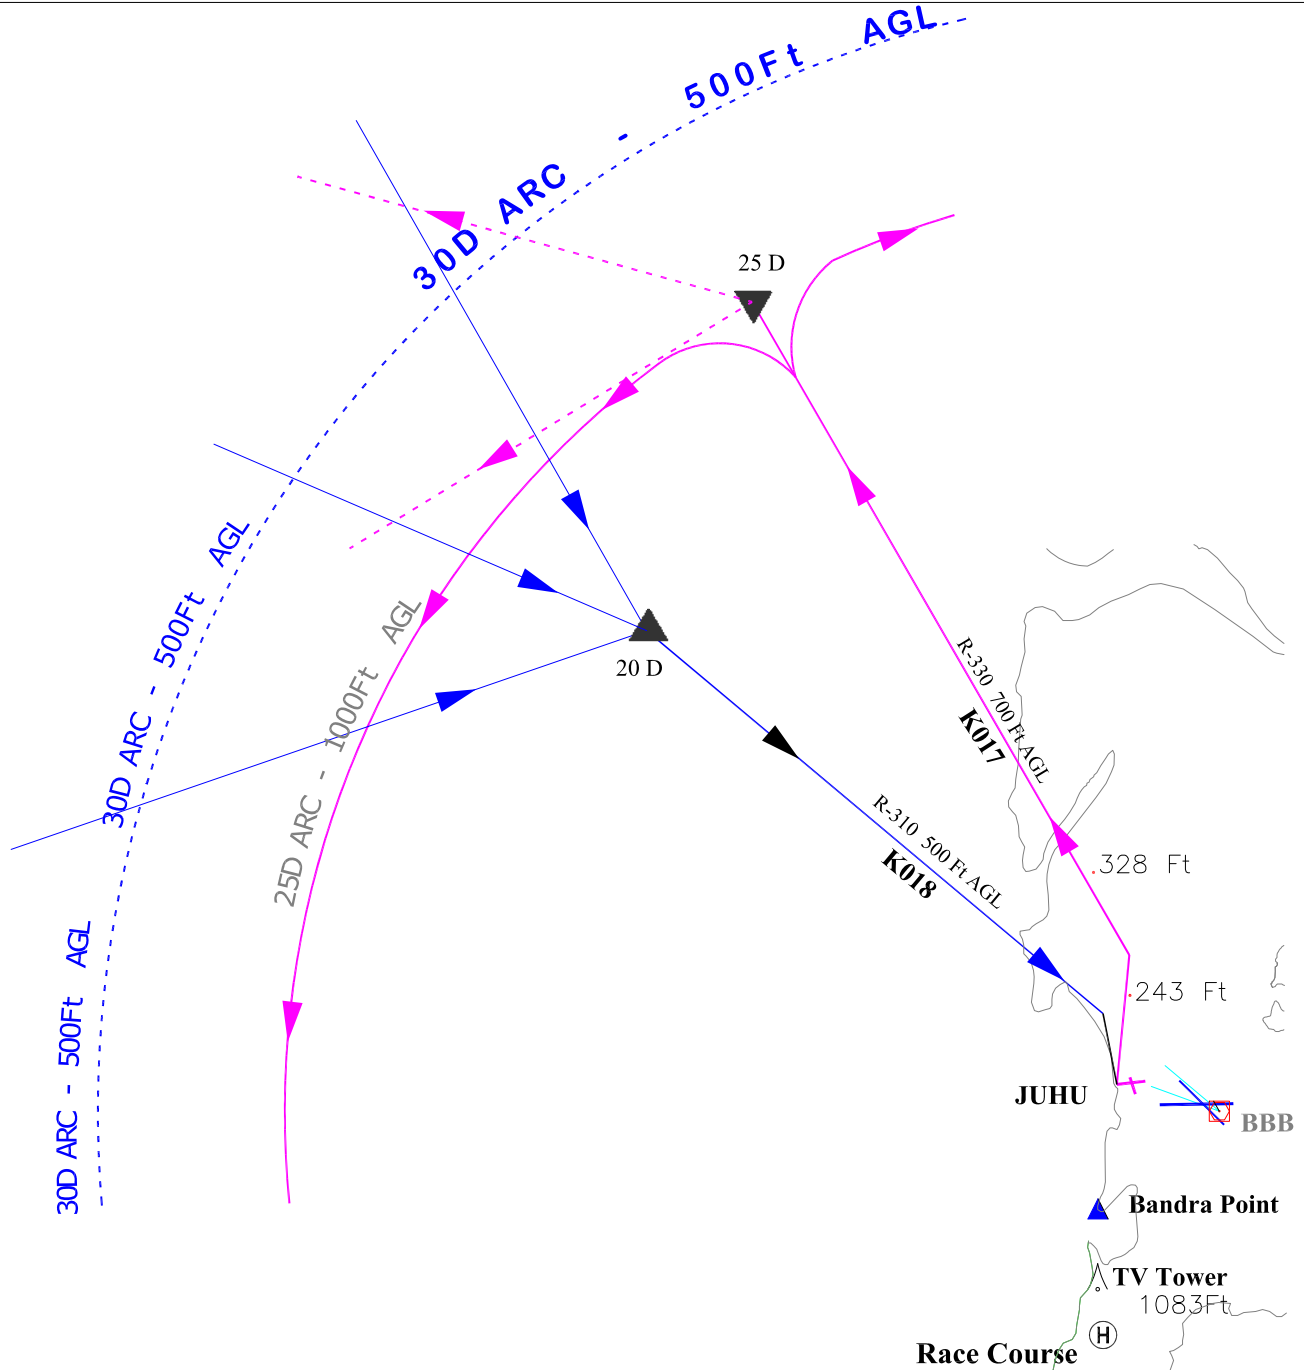 30D ARC - 500Ft AGL
25 D
30D ARC - 500Ft AGL
25D ARC - 1000Ft AGL
20 D
R-330 700 Ft AGL
K017
R-310 500 Ft AGL
K018
328 Ft
30D ARC - 500Ft AGL
243 Ft
JUHU
BBB
Bandra Point
TV Tower
1083Ft
H
Race Course